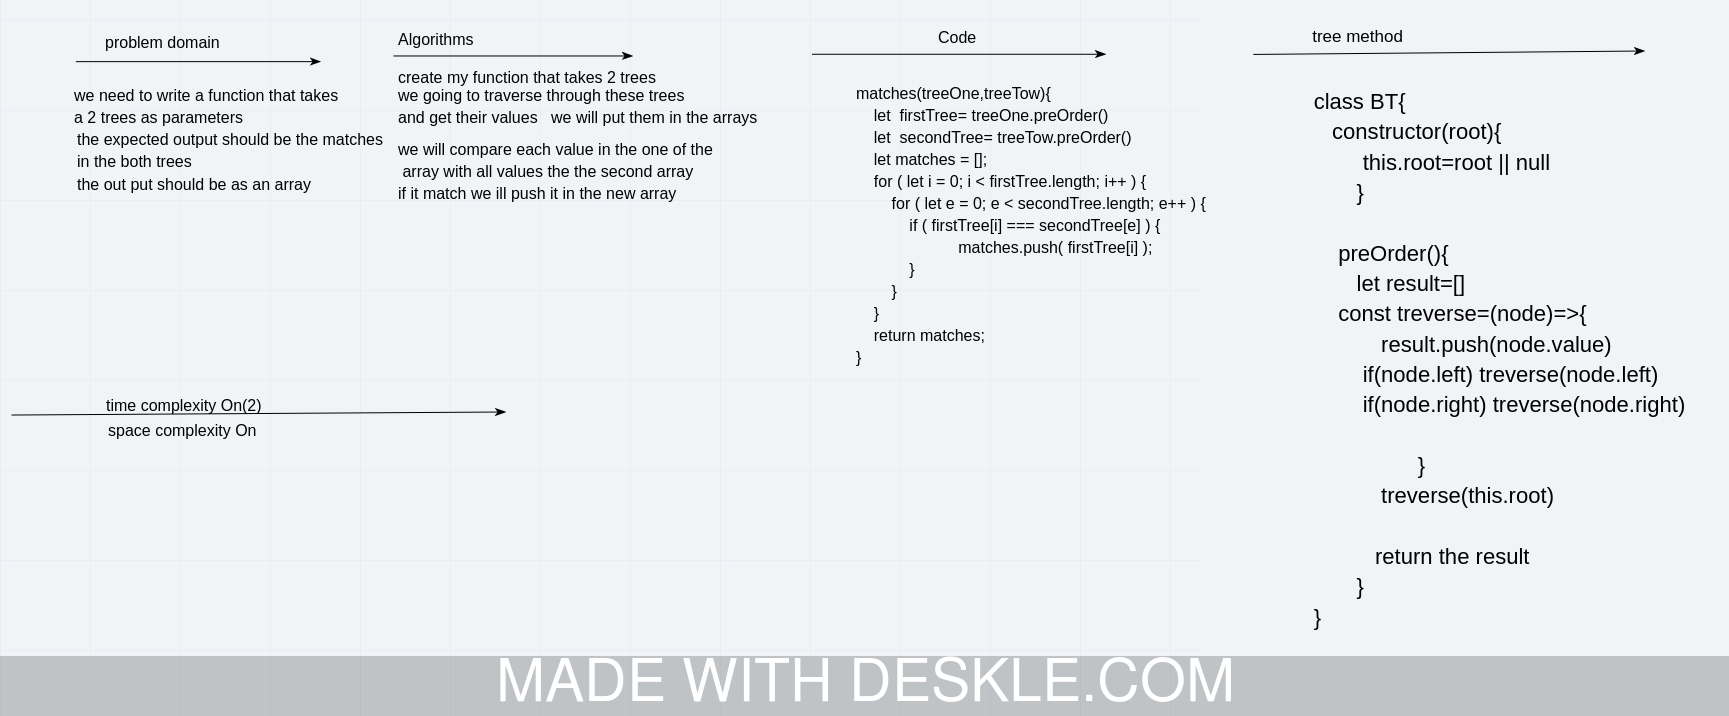 problem domain
we need to write a function that takes
a 2 trees as parameters
the expected output should be the matches
in the both trees
the out put should be as an array
Algorithms
create my function that takes 2 trees
we going to traverse through these trees
and get their values we will put them in the arrays
we will compare each value in the one of the
array with all values the the second array
if it match we ill push it in the new array
Code
matches(treeOne,treeTow){
let firstTree= treeOne.preOrder()
let secondTree= treeTow.preOrder()
let matches = [];
for ( let i = 0; i < firstTree.length; i++ ) {
for ( let e = 0; e < secondTree.length; e++ ) {
if ( firstTree[i] === secondTree[e] ) {
matches.push( firstTree[i] );
}
}
}
return matches;
}
tree method
class BT{
constructor(root){
this.root=root || null
}
preOrder(){
let result=[]
const treverse=(node)=>{
result.push(node.value)
if(node.left) treverse(node.left)
if(node.right) treverse(node.right)
}
treverse(this.root)
return the result
}
}
time complexity On(2)
space complexity On
MADE WITH DESKLE.COM